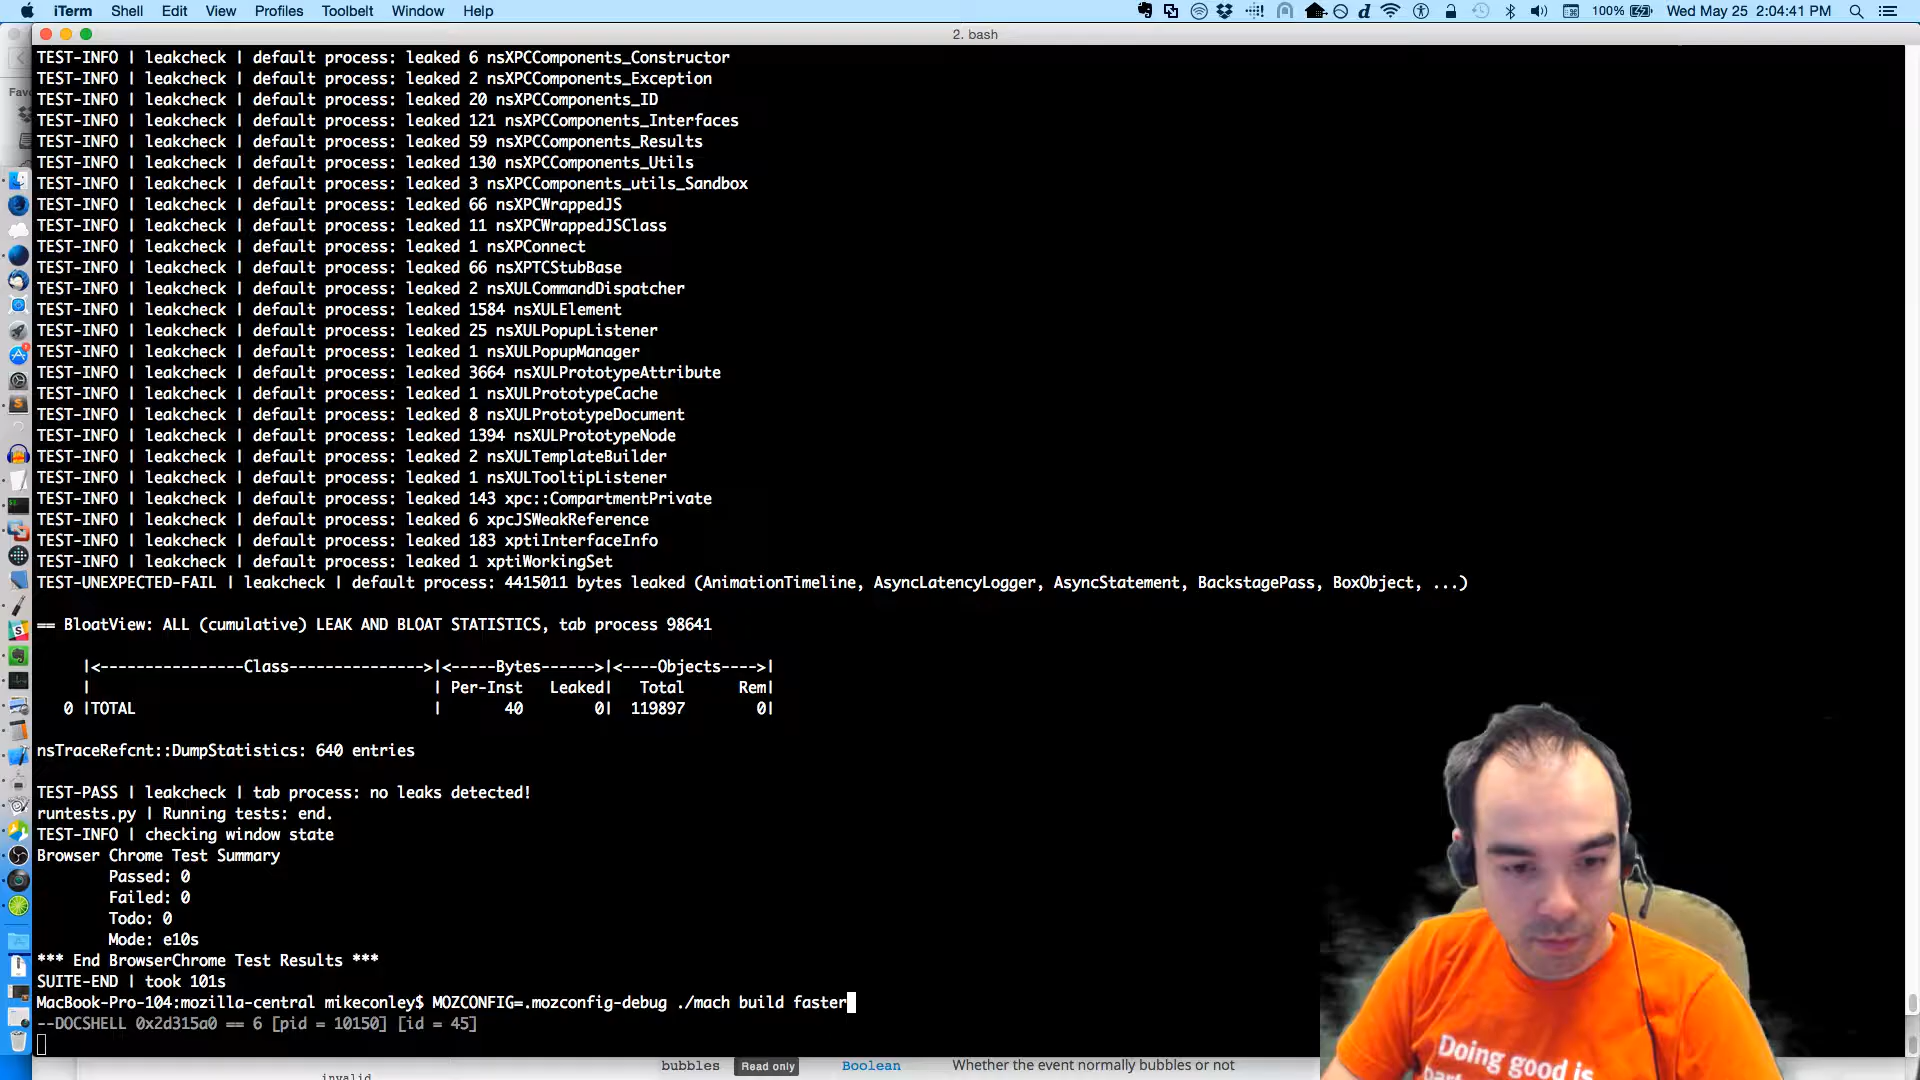 iTerm Shell Edit View Profiles Toolbelt Window Help 100% Wed May 25 2:04:41 PM
2. bash
Fav
TEST-INFO | leakcheck | default process: leaked 6 nsXPCComponents_Constructor
TEST-INFO | leakcheck | default process: leaked 2 nsXPCComponents_Exception
TEST-INFO | leakcheck | default process: leaked 20 nsXPCComponents_ID
TEST-INFO | leakcheck | default process: leaked 121 nsXPCComponents_Interfaces
TEST-INFO | leakcheck | default process: leaked 59 nsXPCComponents_Results
TEST-INFO | leakcheck | default process: leaked 130 nsXPCComponents_Utils
TEST-INFO | leakcheck | default process: leaked 3 nsXPCComponents_utils_Sandbox
TEST-INFO | leakcheck | default process: leaked 66 nsXPCWrappedJS
TEST-INFO | leakcheck | default process: leaked 11 nsXPCWrappedJSClass
TEST-INFO | leakcheck | default process: leaked 1 nsXPConnect
TEST-INFO | leakcheck | default process: leaked 66 nsXPTCStubBase
TEST-INFO | leakcheck | default process: leaked 2 nsXULCommandDispatcher
TEST-INFO | leakcheck | default process: leaked 1584 nsXULElement
TEST-INFO | leakcheck | default process: leaked 25 nsXULPopupListener
TEST-INFO | leakcheck | default process: leaked 1 nsXULPopupManager
TEST-INFO | leakcheck | default process: leaked 3664 nsXULPrototypeAttribute
TEST-INFO | leakcheck | default process: leaked 1 nsXULPrototypeCache
TEST-INFO | leakcheck | default process: leaked 8 nsXULPrototypeDocument
TEST-INFO | leakcheck | default process: leaked 1394 nsXULPrototypeNode
TEST-INFO | leakcheck | default process: leaked 2 nsXULTemplateBuilder
TEST-INFO | leakcheck | default process: leaked 1 nsXULTooltipListener
TEST-INFO | leakcheck | default process: leaked 143 xpc::CompartmentPrivate
TEST-INFO | leakcheck | default process: leaked 6 xpcJSWeakReference
TEST-INFO | leakcheck | default process: leaked 183 xptiInterfaceInfo
TEST-INFO | leakcheck | default process: leaked 1 xptiWorkingSet
TEST-UNEXPECTED-FAIL | leakcheck | default process: 4415011 bytes leaked (AnimationTimeline, AsyncLatencyLogger, AsyncStatement, BackstagePass, BoxObject, ...)
== BloatView: ALL (cumulative) LEAK AND BLOAT STATISTICS, tab process 98641
|<----------------Class--------------->|<-----Bytes------>|<----Objects---->|
| | Per-Inst Leaked| Total Rem|
0 |TOTAL | 40 0| 119897 0|
nsTraceRefcnt::DumpStatistics: 640 entries
TEST-PASS | leakcheck | tab process: no leaks detected!
runtests.py | Running tests: end.
TEST-INFO | checking window state
Browser Chrome Test Summary
Passed: 0
Failed: 0
Todo: 0
Mode: e10s
*** End BrowserChrome Test Results ***
SUITE-END | took 101s
MacBook-Pro-104:mozilla-central mikeconley$ MOZCONFIG=.mozconfig-debug ./mach build faster
--DOCSHELL 0x2d315a0 == 6 [pid = 10150] [id = 45]
bubbles Read only Boolean Whether the event normally bubbles or not
invalid
Doing good is
part